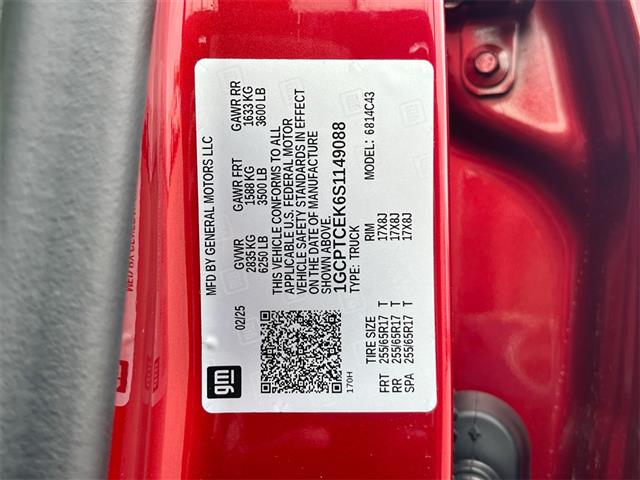 gm
MFD BY GENERAL MOTORS LLC
02/25
GVWR GAWR FRT GAWR RR
2835 KG 1588 KG 1633 KG
6250 LB 3500 LB 3600 LB
THIS VEHICLE CONFORMS TO ALL
APPLICABLE U.S. FEDERAL MOTOR
VEHICLE SAFETY STANDARDS IN EFFECT
ON THE DATE OF MANUFACTURE
SHOWN ABOVE.
1GCPTCEK6S1149088
TYPE: TRUCK MODEL: 6814C43
170H
TIRE SIZE RIM
FRT 255/65R17 T 17X8J
RR 255/65R17 T 17X8J
SPA 255/65R17 T 17X8J